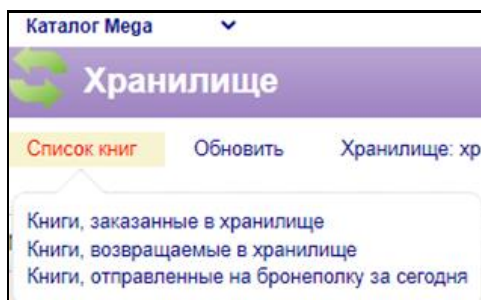 Каталог Mega
Хранилище
Список книг Обновить Хранилище: хр
Книги, заказанные в хранилище
Книги, возвращаемые в хранилище
Книги, отправленные на бронеполку за сегодня